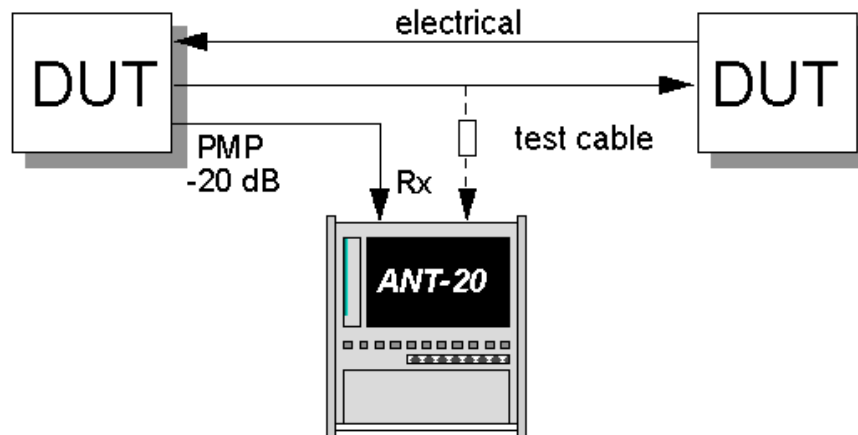 electrical
DUT
DUT
test cable
PMP
-20 dB
Rx
ANT-20